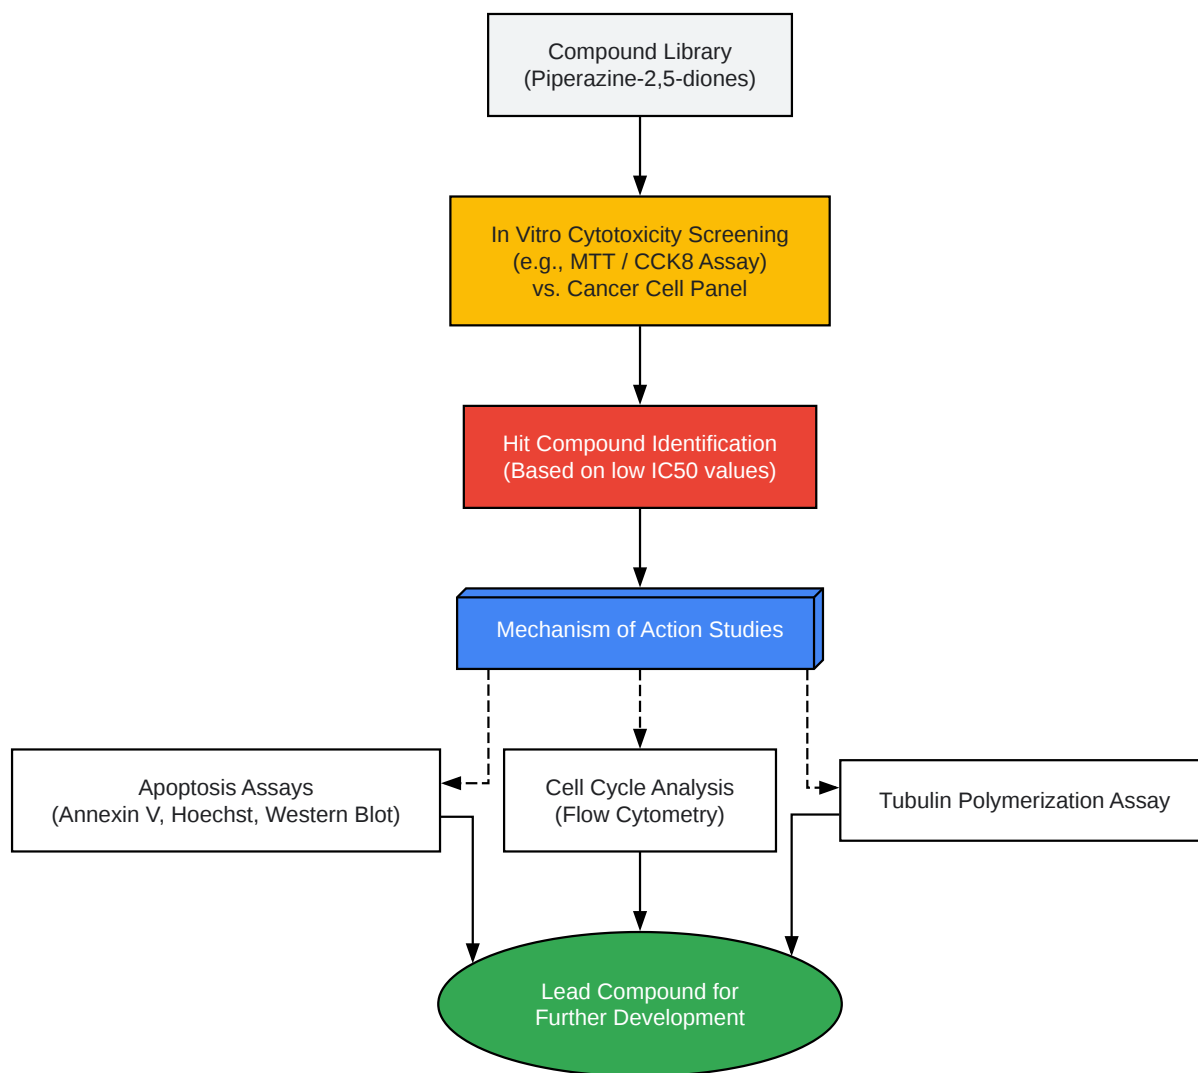 Compound Library
(Piperazine-2,5-diones)
In Vitro Cytotoxicity Screening
(e.g., MTT / CCK8 Assay)
vs. Cancer Cell Panel
Hit Compound Identification
(Based on low IC50 values)
Mechanism of Action Studies
Apoptosis Assays
(Annexin V, Hoechst, Western Blot)
Cell Cycle Analysis
(Flow Cytometry)
Tubulin Polymerization Assay
Lead Compound for
Further Development